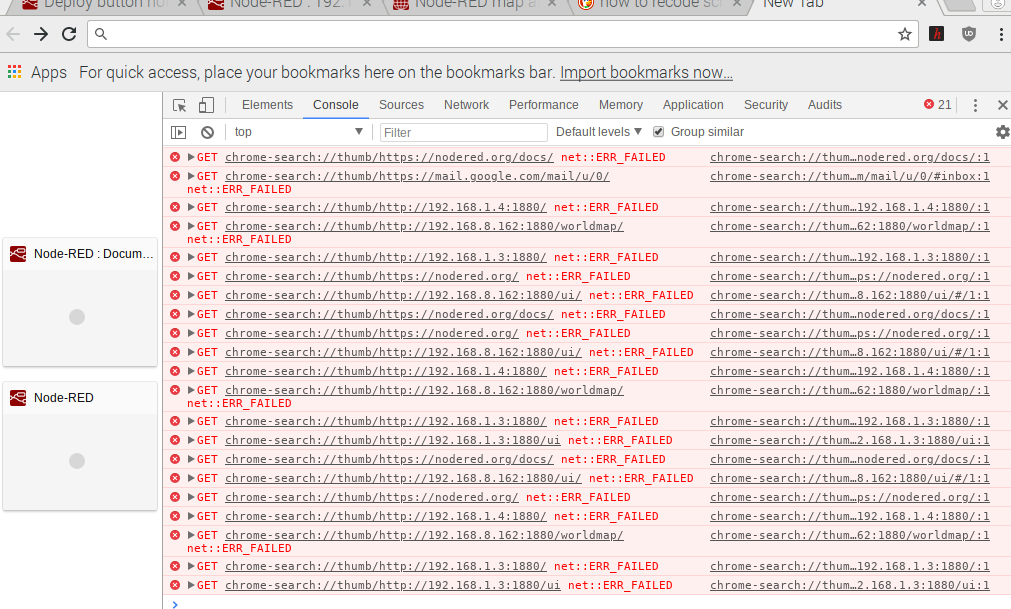 Deploy button no
Node-RED : 192.
Node-RED map a
how to recode sc
New Tab
Apps For quick access, place your bookmarks here on the bookmarks bar. Import bookmarks now...
Elements Console Sources Network Performance Memory Application Security Audits 21
top Filter Default levels Group similar
GET chrome-search://thumb/https://nodered.org/docs/ net::ERR_FAILED chrome-search://thum…nodered.org/docs/:1
GET chrome-search://thumb/https://mail.google.com/mail/u/0/ chrome-search://thum…m/mail/u/0/#inbox:1
net::ERR_FAILED
GET chrome-search://thumb/http://192.168.1.4:1880/ net::ERR_FAILED chrome-search://thum…192.168.1.4:1880/:1
GET chrome-search://thumb/http://192.168.8.162:1880/worldmap/ chrome-search://thum…62:1880/worldmap/:1
net::ERR_FAILED
GET chrome-search://thumb/http://192.168.1.3:1880/ net::ERR_FAILED chrome-search://thum…192.168.1.3:1880/:1
GET chrome-search://thumb/https://nodered.org/ net::ERR_FAILED chrome-search://thum…ps://nodered.org/:1
GET chrome-search://thumb/http://192.168.8.162:1880/ui/ net::ERR_FAILED chrome-search://thum…8.162:1880/ui/#/1:1
GET chrome-search://thumb/https://nodered.org/docs/ net::ERR_FAILED chrome-search://thum…nodered.org/docs/:1
GET chrome-search://thumb/https://nodered.org/ net::ERR_FAILED chrome-search://thum…ps://nodered.org/:1
GET chrome-search://thumb/http://192.168.8.162:1880/ui/ net::ERR_FAILED chrome-search://thum…8.162:1880/ui/#/1:1
GET chrome-search://thumb/http://192.168.1.4:1880/ net::ERR_FAILED chrome-search://thum…192.168.1.4:1880/:1
GET chrome-search://thumb/http://192.168.8.162:1880/worldmap/ chrome-search://thum…62:1880/worldmap/:1
net::ERR_FAILED
GET chrome-search://thumb/http://192.168.1.3:1880/ net::ERR_FAILED chrome-search://thum…192.168.1.3:1880/:1
GET chrome-search://thumb/http://192.168.1.3:1880/ui net::ERR_FAILED chrome-search://thum…2.168.1.3:1880/ui:1
GET chrome-search://thumb/https://nodered.org/docs/ net::ERR_FAILED chrome-search://thum…nodered.org/docs/:1
GET chrome-search://thumb/http://192.168.8.162:1880/ui/ net::ERR_FAILED chrome-search://thum…8.162:1880/ui/#/1:1
GET chrome-search://thumb/https://nodered.org/ net::ERR_FAILED chrome-search://thum…ps://nodered.org/:1
GET chrome-search://thumb/http://192.168.1.4:1880/ net::ERR_FAILED chrome-search://thum…192.168.1.4:1880/:1
GET chrome-search://thumb/http://192.168.8.162:1880/worldmap/ chrome-search://thum…62:1880/worldmap/:1
net::ERR_FAILED
GET chrome-search://thumb/http://192.168.1.3:1880/ net::ERR_FAILED chrome-search://thum…192.168.1.3:1880/:1
GET chrome-search://thumb/http://192.168.1.3:1880/ui net::ERR_FAILED chrome-search://thum…2.168.1.3:1880/ui:1
Node-RED : Docum…
Node-RED